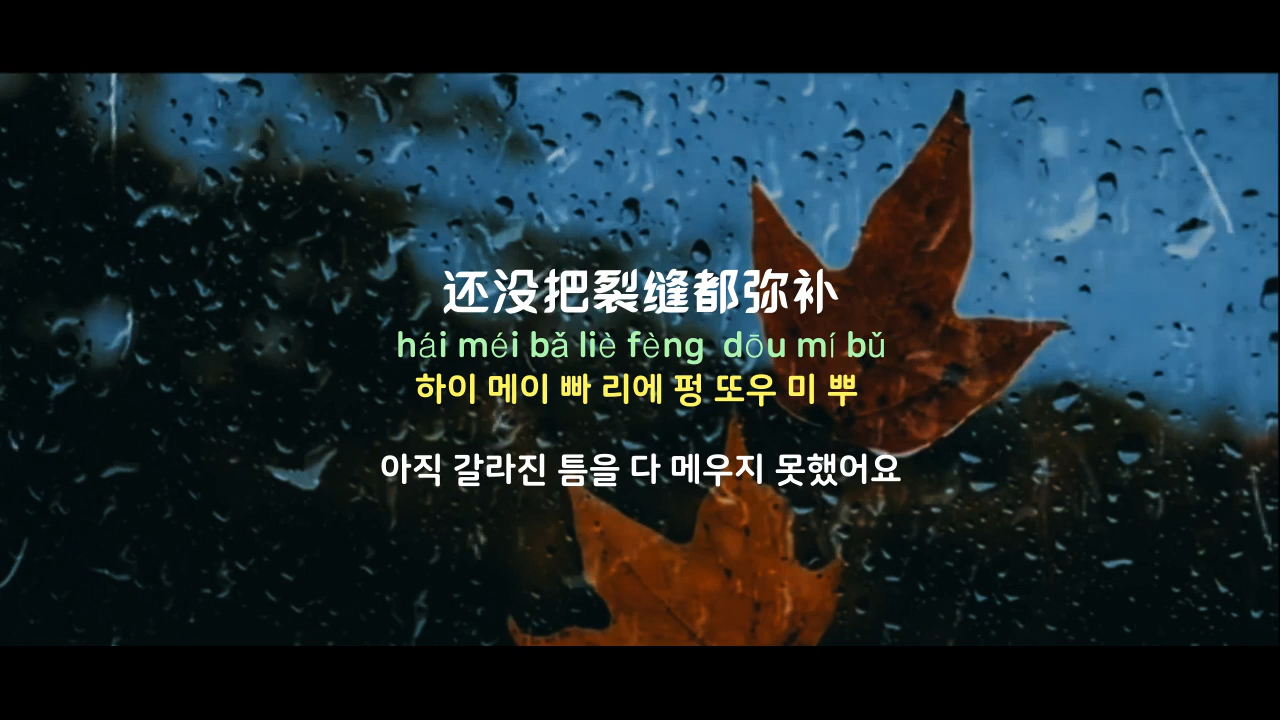 还没把裂缝都弥补
hái méi bǎ liè fèng dōu mí bǔ
하이 메이 빠 리에 펑 또우 미 뿌
아직 갈라진 틈을 다 메우지 못했어요